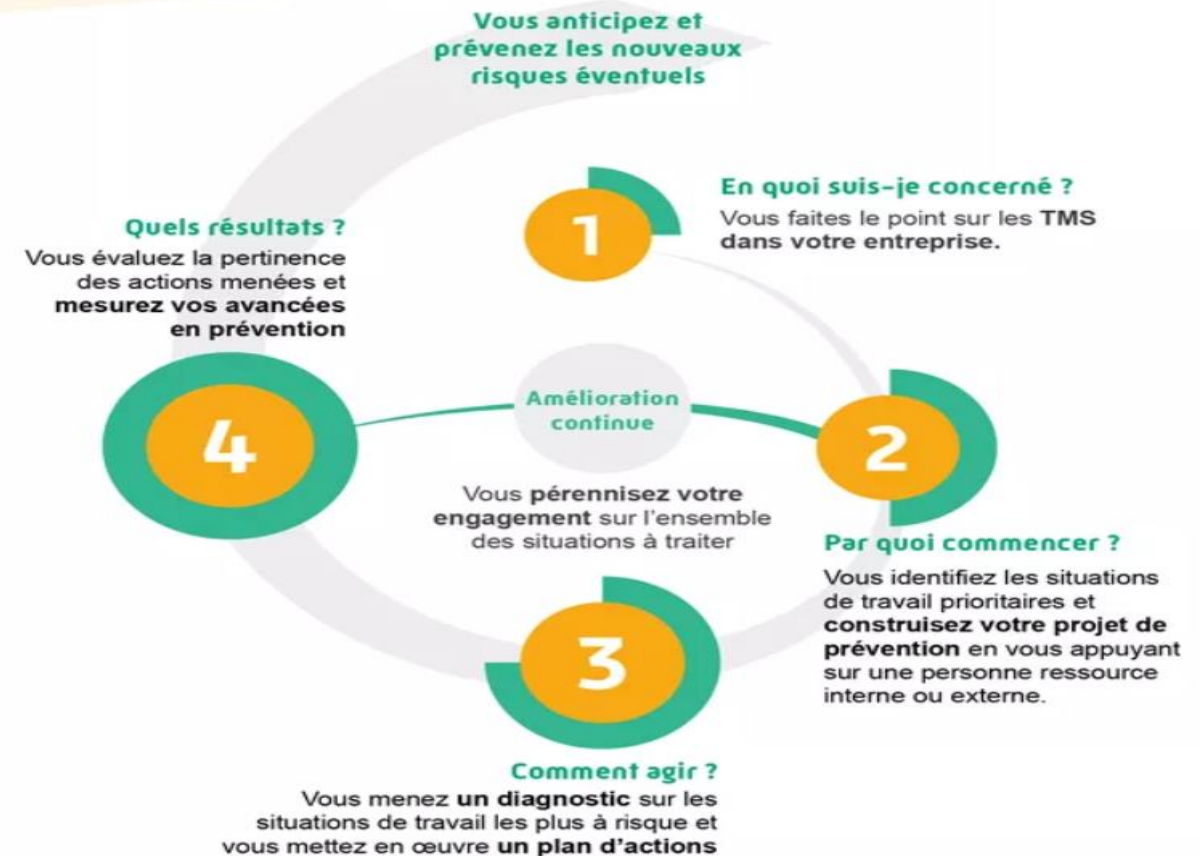 Vous anticipez et
prévenez les nouveaux
risques éventuels
1
En quoi suis-je concerné ?
Vous faites le point sur les TMS
dans votre entreprise.
Quels résultats ?
Vous évaluez la pertinence
des actions menées et
mesurez vos avancées
en prévention
4
Amélioration
continue
Vous pérennisez votre
engagement sur l'ensemble
des situations à traiter
2
Par quoi commencer ?
Vous identifiez les situations
de travail prioritaires et
construisez votre projet de
prévention en vous appuyant
sur une personne ressource
interne ou externe.
3
Comment agir ?
Vous menez un diagnostic sur les
situations de travail les plus à risque et
vous mettez en œuvre un plan d'actions